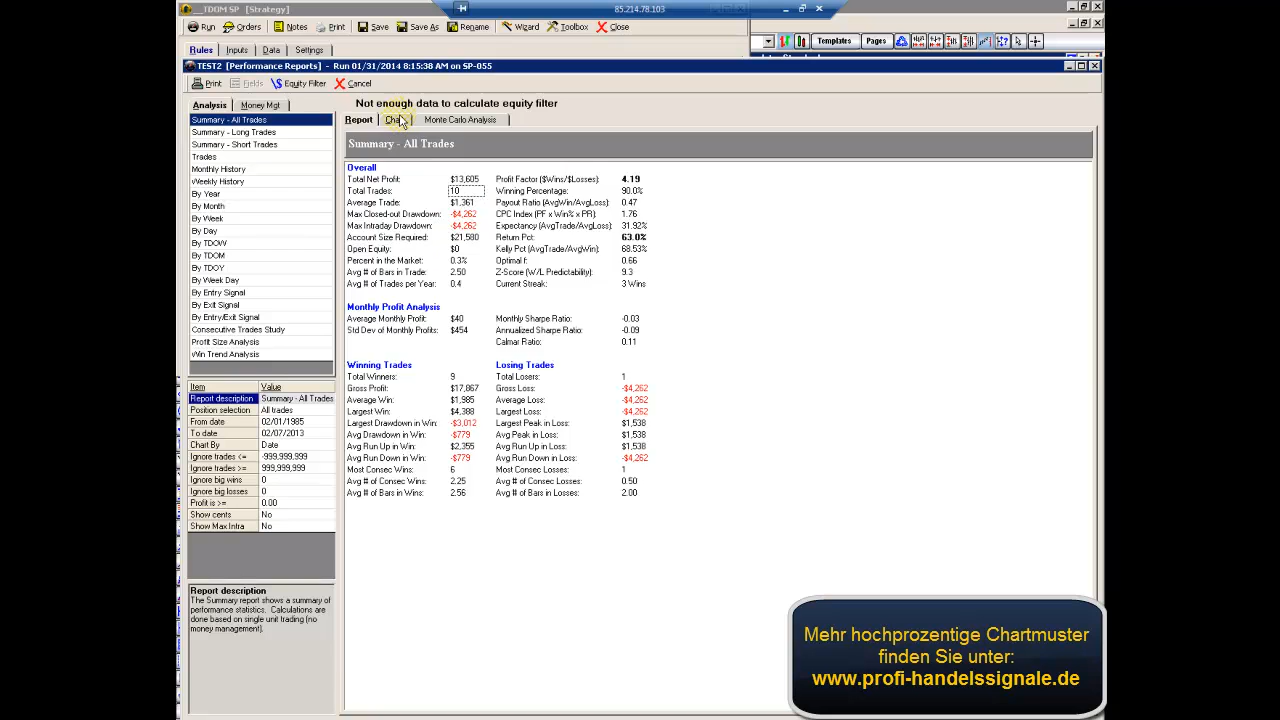 __TDOM SP [Strategy]
85.214.78.103
Run Orders Notes Print Save Save As Rename Wizard Toolbox Close
Templates Pages
Rules Inputs Data Settings
TEST2 [Performance Reports] - Run 01/31/2014 8:15:38 AM on SP-055
Print Fields Equity Filter Cancel
Not enough data to calculate equity filter
Analysis Money Mgt
Report Monte Carlo Analysis
Summary - All Trades
Summary - Long Trades
Summary - Short Trades
Trades
Monthly History
Weekly History
By Year
By Month
By Week
By Day
By TDOW
By TDOM
By TDOY
By Week Day
By Entry Signal
By Exit Signal
By Entry/Exit Signal
Consecutive Trades Study
Profit Size Analysis
Win Trend Analysis
Item Value
Report description Summary - All Trades
Position selection All trades
From date 02/01/1985
To date 02/07/2013
Chart By Date
Ignore trades <= -999,999,999
Ignore trades >= 999,999,999
Ignore big wins 0
Ignore big losses 0
Profit is >= 0.00
Show cents No
Show Max Intra No
Report description
The Summary report shows a summary of
performance statistics. Calculations are
done based on single unit trading (no
money management).
Summary - All Trades
Overall
Total Net Profit: $13,605 Profit Factor ($Wins/$Losses): 4.19
Total Trades: 10 Winning Percentage: 90.0%
Average Trade: $1,361 Payout Ratio (AvgWin/AvgLoss): 0.47
Max Closed-out Drawdown: -$4,262 CPC Index (PF x Win% x PR): 1.76
Max Intraday Drawdown: -$4,262 Expectancy (AvgTrade/AvgLoss): 31.92%
Account Size Required: $21,580 Return Pct: 63.0%
Open Equity: $0 Kelly Pct (AvgTrade/AvgWin): 68.53%
Percent in the Market: 0.3% Optimal f: 0.66
Avg # of Bars in Trade: 2.50 Z-Score (W/L Predictability): 9.3
Avg # of Trades per Year: 0.4 Current Streak: 3 Wins
Monthly Profit Analysis
Average Monthly Profit: $40 Monthly Sharpe Ratio: -0.03
Std Dev of Monthly Profits: $454 Annualized Sharpe Ratio: -0.09
Calmar Ratio: 0.11
Winning Trades Losing Trades
Total Winners: 9 Total Losers: 1
Gross Profit: $17,867 Gross Loss: -$4,262
Average Win: $1,985 Average Loss: -$4,262
Largest Win: $4,388 Largest Loss: -$4,262
Largest Drawdown in Win: -$3,012 Largest Peak in Loss: $1,538
Avg Drawdown in Win: -$779 Avg Peak in Loss: $1,538
Avg Run Up in Win: $2,355 Avg Run Up in Loss: $1,538
Avg Run Down in Win: -$779 Avg Run Down in Loss: -$4,262
Most Consec Wins: 6 Most Consec Losses: 1
Avg # of Consec Wins: 2.25 Avg # of Consec Losses: 0.50
Avg # of Bars in Wins: 2.56 Avg # of Bars in Losses: 2.00
Mehr hochprozentige Chartmuster
finden Sie unter:
www.profi-handelssignale.de